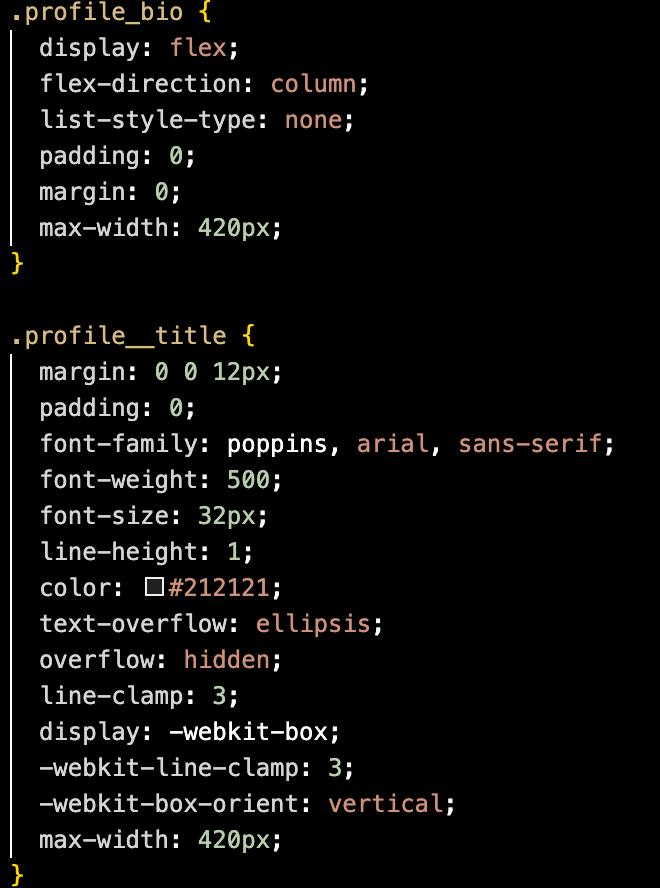 .profile_bio {
display: flex;
flex-direction: column;
list-style-type: none;
padding: 0;
margin: 0;
max-width: 420px;
}
.profile__title {
margin: 0 0 12px;
padding: 0;
font-family: poppins, arial, sans-serif;
font-weight: 500;
font-size: 32px;
line-height: 1;
color: #212121;
text-overflow: ellipsis;
overflow: hidden;
line-clamp: 3;
display: -webkit-box;
-webkit-line-clamp: 3;
-webkit-box-orient: vertical;
max-width: 420px;
}